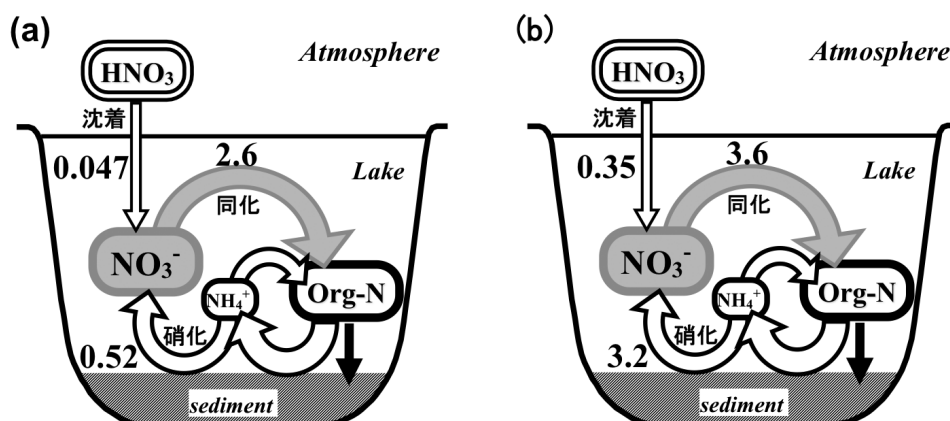 (a)
HNO₃
Atmosphere
沈着
0.047
2.6
Lake
同化
NO₃⁻
NH₄⁺
Org-N
硝化
0.52
sediment
(b)
HNO₃
Atmosphere
沈着
0.35
3.6
Lake
同化
NO₃⁻
NH₄⁺
Org-N
硝化
3.2
sediment